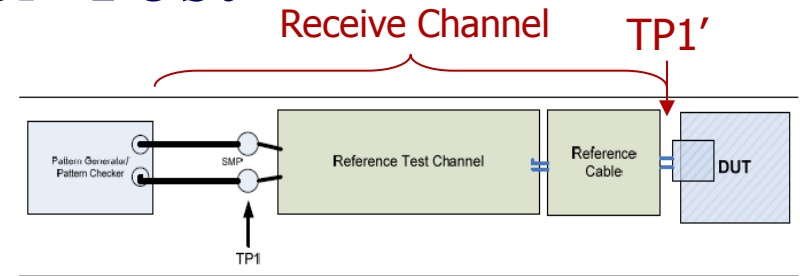 Receive Channel
TP1′
Pattern Generator/
Pattern Checker
SMP
Reference Test Channel
Reference
Cable
DUT
TP1